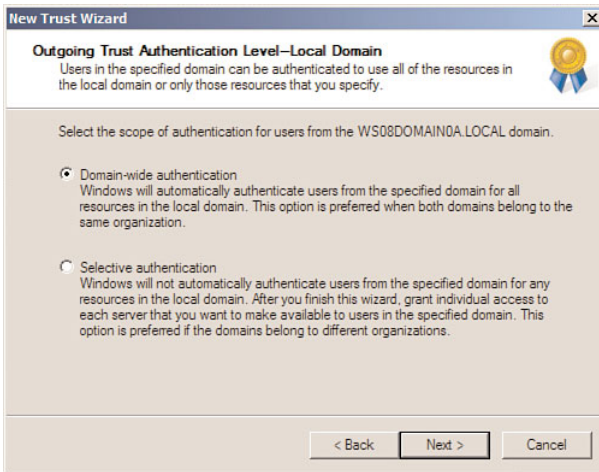 New Trust Wizard
Outgoing Trust Authentication Level--Local Domain
Users in the specified domain can be authenticated to use all of the resources in
the local domain or only those resources that you specify.
Select the scope of authentication for users from the WS08DOMAIN0A.LOCAL domain.
Domain-wide authentication
Windows will automatically authenticate users from the specified domain for all
resources in the local domain. This option is preferred when both domains belong to the
same organization.
Selective authentication
Windows will not automatically authenticate users from the specified domain for any
resources in the local domain. After you finish this wizard, grant individual access to
each server that you want to make available to users in the specified domain. This
option is preferred if the domains belong to different organizations.
< Back Next > Cancel